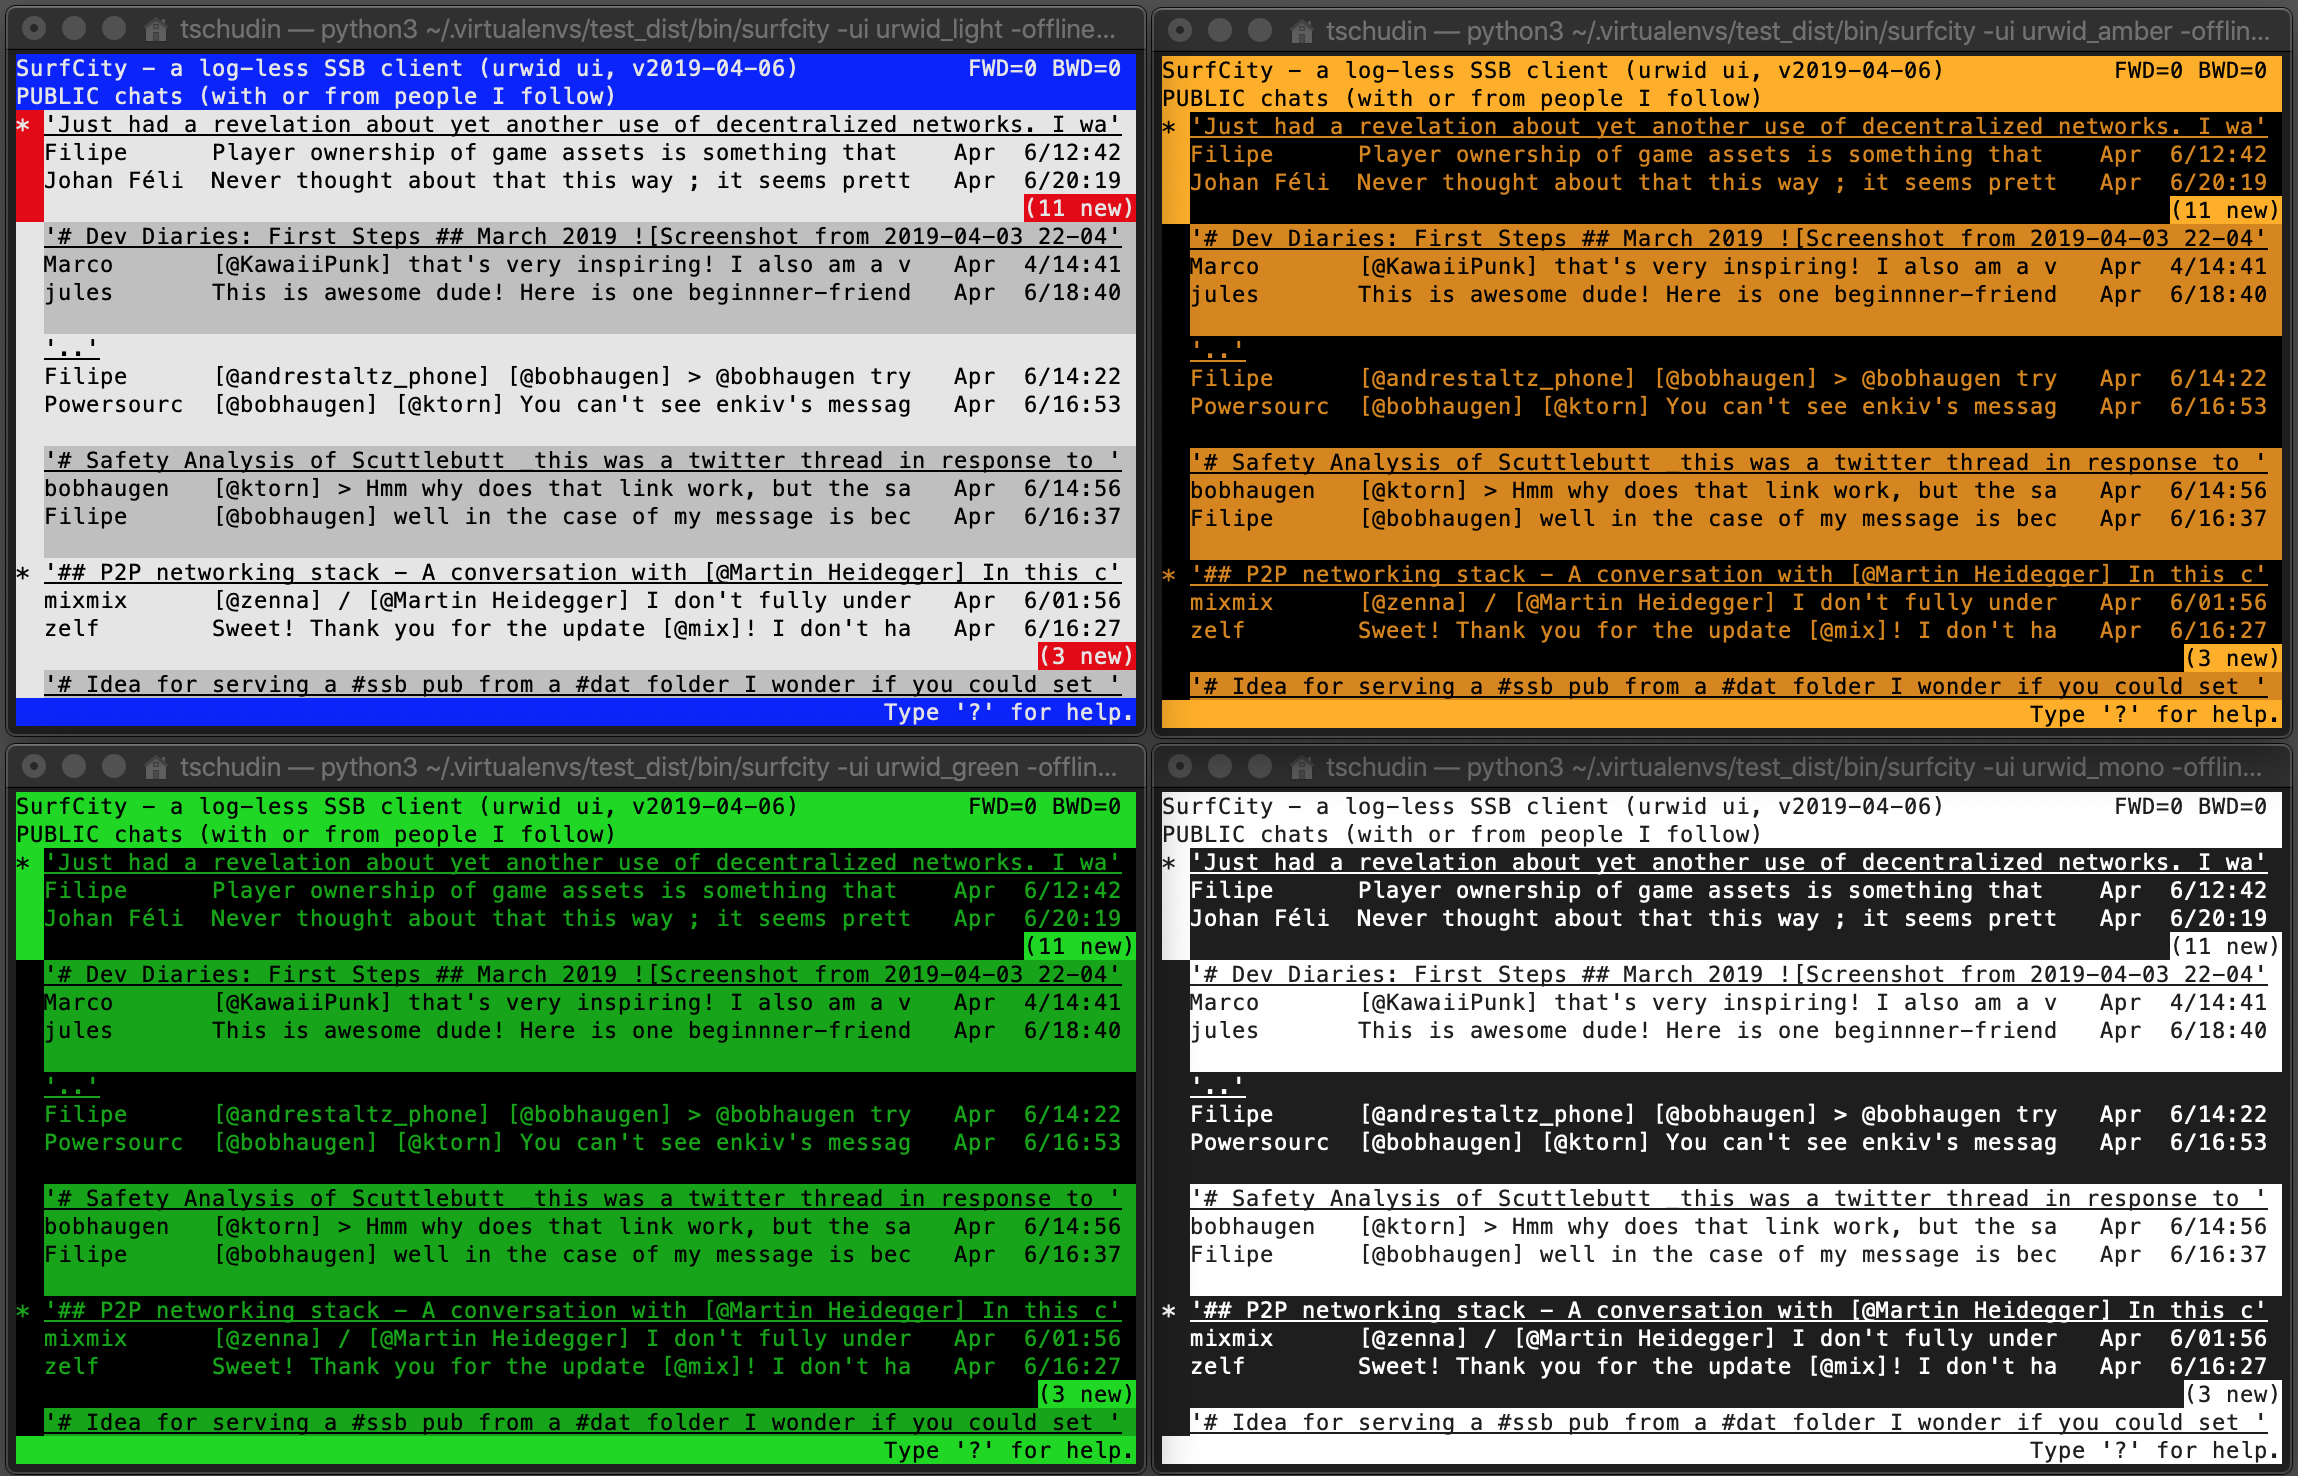 tschudin — python3 ~/.virtualenvs/test_dist/bin/surfcity -ui urwid_light -offline...
SurfCity - a log-less SSB client (urwid ui, v2019-04-06) FWD=0 BWD=0
PUBLIC chats (with or from people I follow)
* 'Just had a revelation about yet another use of decentralized networks. I wa'
Filipe Player ownership of game assets is something that Apr 6/12:42
Johan Féli Never thought about that this way ; it seems prett Apr 6/20:19
(11 new)
'# Dev Diaries: First Steps ## March 2019 ![Screenshot from 2019-04-03 22-04'
Marco [@KawaiiPunk] that's very inspiring! I also am a v Apr 4/14:41
jules This is awesome dude! Here is one beginnner-friend Apr 6/18:40
'..'
Filipe [@andrestaltz_phone] [@bobhaugen] > @bobhaugen try Apr 6/14:22
Powersourc [@bobhaugen] [@ktorn] You can't see enkiv's messag Apr 6/16:53
'# Safety Analysis of Scuttlebutt _this was a twitter thread in response to '
bobhaugen [@ktorn] > Hmm why does that link work, but the sa Apr 6/14:56
Filipe [@bobhaugen] well in the case of my message is bec Apr 6/16:37
* '## P2P networking stack - A conversation with [@Martin Heidegger] In this c'
mixmix [@zenna] / [@Martin Heidegger] I don't fully under Apr 6/01:56
zelf Sweet! Thank you for the update [@mix]! I don't ha Apr 6/16:27
(3 new)
'# Idea for serving a #ssb pub from a #dat folder I wonder if you could set '
Type '?' for help.
tschudin — python3 ~/.virtualenvs/test_dist/bin/surfcity -ui urwid_amber -offlin...
SurfCity - a log-less SSB client (urwid ui, v2019-04-06) FWD=0 BWD=0
PUBLIC chats (with or from people I follow)
* 'Just had a revelation about yet another use of decentralized networks. I wa'
Filipe Player ownership of game assets is something that Apr 6/12:42
Johan Féli Never thought about that this way ; it seems prett Apr 6/20:19
(11 new)
'# Dev Diaries: First Steps ## March 2019 ![Screenshot from 2019-04-03 22-04'
Marco [@KawaiiPunk] that's very inspiring! I also am a v Apr 4/14:41
jules This is awesome dude! Here is one beginnner-friend Apr 6/18:40
'..'
Filipe [@andrestaltz_phone] [@bobhaugen] > @bobhaugen try Apr 6/14:22
Powersourc [@bobhaugen] [@ktorn] You can't see enkiv's messag Apr 6/16:53
'# Safety Analysis of Scuttlebutt _this was a twitter thread in response to '
bobhaugen [@ktorn] > Hmm why does that link work, but the sa Apr 6/14:56
Filipe [@bobhaugen] well in the case of my message is bec Apr 6/16:37
* '## P2P networking stack - A conversation with [@Martin Heidegger] In this c'
mixmix [@zenna] / [@Martin Heidegger] I don't fully under Apr 6/01:56
zelf Sweet! Thank you for the update [@mix]! I don't ha Apr 6/16:27
(3 new)
'# Idea for serving a #ssb pub from a #dat folder I wonder if you could set '
Type '?' for help.
tschudin — python3 ~/.virtualenvs/test_dist/bin/surfcity -ui urwid_green -offlin...
SurfCity - a log-less SSB client (urwid ui, v2019-04-06) FWD=0 BWD=0
PUBLIC chats (with or from people I follow)
* 'Just had a revelation about yet another use of decentralized networks. I wa'
Filipe Player ownership of game assets is something that Apr 6/12:42
Johan Féli Never thought about that this way ; it seems prett Apr 6/20:19
(11 new)
'# Dev Diaries: First Steps ## March 2019 ![Screenshot from 2019-04-03 22-04'
Marco [@KawaiiPunk] that's very inspiring! I also am a v Apr 4/14:41
jules This is awesome dude! Here is one beginnner-friend Apr 6/18:40
'..'
Filipe [@andrestaltz_phone] [@bobhaugen] > @bobhaugen try Apr 6/14:22
Powersourc [@bobhaugen] [@ktorn] You can't see enkiv's messag Apr 6/16:53
'# Safety Analysis of Scuttlebutt _this was a twitter thread in response to '
bobhaugen [@ktorn] > Hmm why does that link work, but the sa Apr 6/14:56
Filipe [@bobhaugen] well in the case of my message is bec Apr 6/16:37
* '## P2P networking stack - A conversation with [@Martin Heidegger] In this c'
mixmix [@zenna] / [@Martin Heidegger] I don't fully under Apr 6/01:56
zelf Sweet! Thank you for the update [@mix]! I don't ha Apr 6/16:27
(3 new)
'# Idea for serving a #ssb pub from a #dat folder I wonder if you could set '
Type '?' for help.
tschudin — python3 ~/.virtualenvs/test_dist/bin/surfcity -ui urwid_mono -offlin...
SurfCity - a log-less SSB client (urwid ui, v2019-04-06) FWD=0 BWD=0
PUBLIC chats (with or from people I follow)
* 'Just had a revelation about yet another use of decentralized networks. I wa'
Filipe Player ownership of game assets is something that Apr 6/12:42
Johan Féli Never thought about that this way ; it seems prett Apr 6/20:19
(11 new)
'# Dev Diaries: First Steps ## March 2019 ![Screenshot from 2019-04-03 22-04'
Marco [@KawaiiPunk] that's very inspiring! I also am a v Apr 4/14:41
jules This is awesome dude! Here is one beginnner-friend Apr 6/18:40
'..'
Filipe [@andrestaltz_phone] [@bobhaugen] > @bobhaugen try Apr 6/14:22
Powersourc [@bobhaugen] [@ktorn] You can't see enkiv's messag Apr 6/16:53
'# Safety Analysis of Scuttlebutt _this was a twitter thread in response to '
bobhaugen [@ktorn] > Hmm why does that link work, but the sa Apr 6/14:56
Filipe [@bobhaugen] well in the case of my message is bec Apr 6/16:37
* '## P2P networking stack - A conversation with [@Martin Heidegger] In this c'
mixmix [@zenna] / [@Martin Heidegger] I don't fully under Apr 6/01:56
zelf Sweet! Thank you for the update [@mix]! I don't ha Apr 6/16:27
(3 new)
'# Idea for serving a #ssb pub from a #dat folder I wonder if you could set '
Type '?' for help.